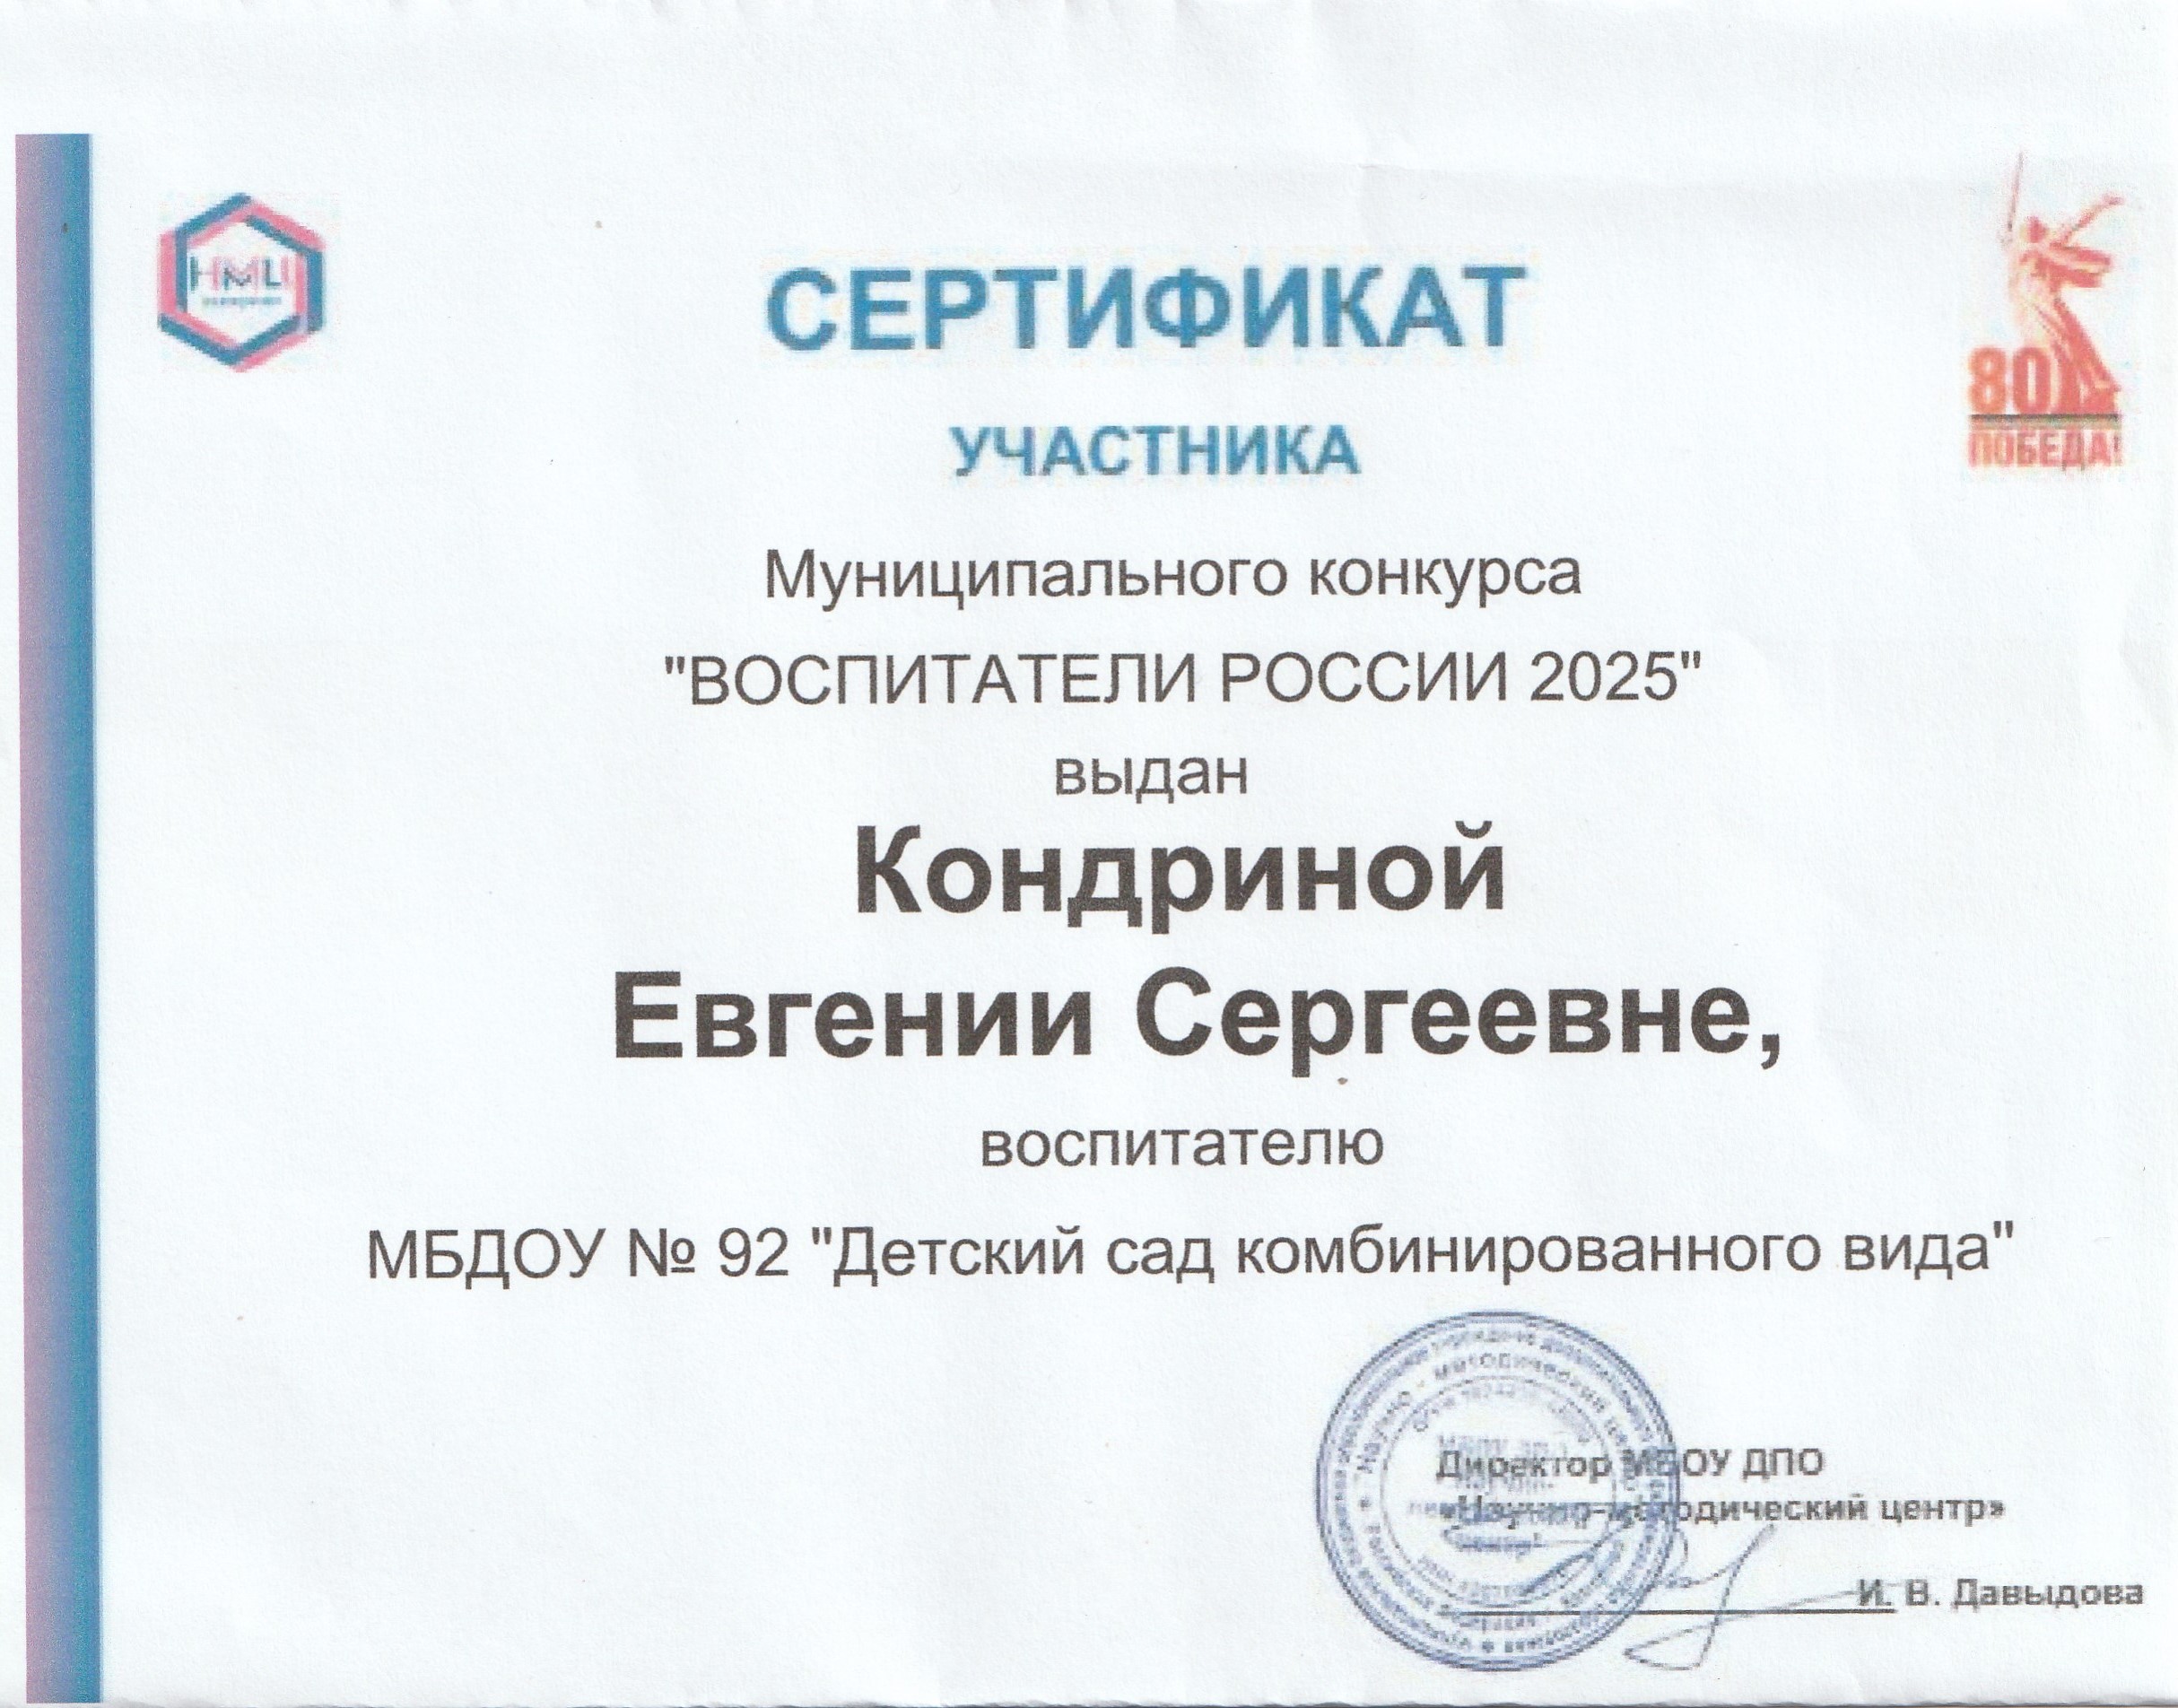 НМЦ
СЕРТИФИКАТ
80
ПОБЕДА!
УЧАСТНИКА
Муниципального конкурса
"ВОСПИТАТЕЛИ РОССИИ 2025"
выдан
Кондриной
Евгении Сергеевне,
воспитателю
МБДОУ № 92 "Детский сад комбинированного вида"
Директор МБОУ ДПО
«Научно-методический центр»
И. В. Давыдова